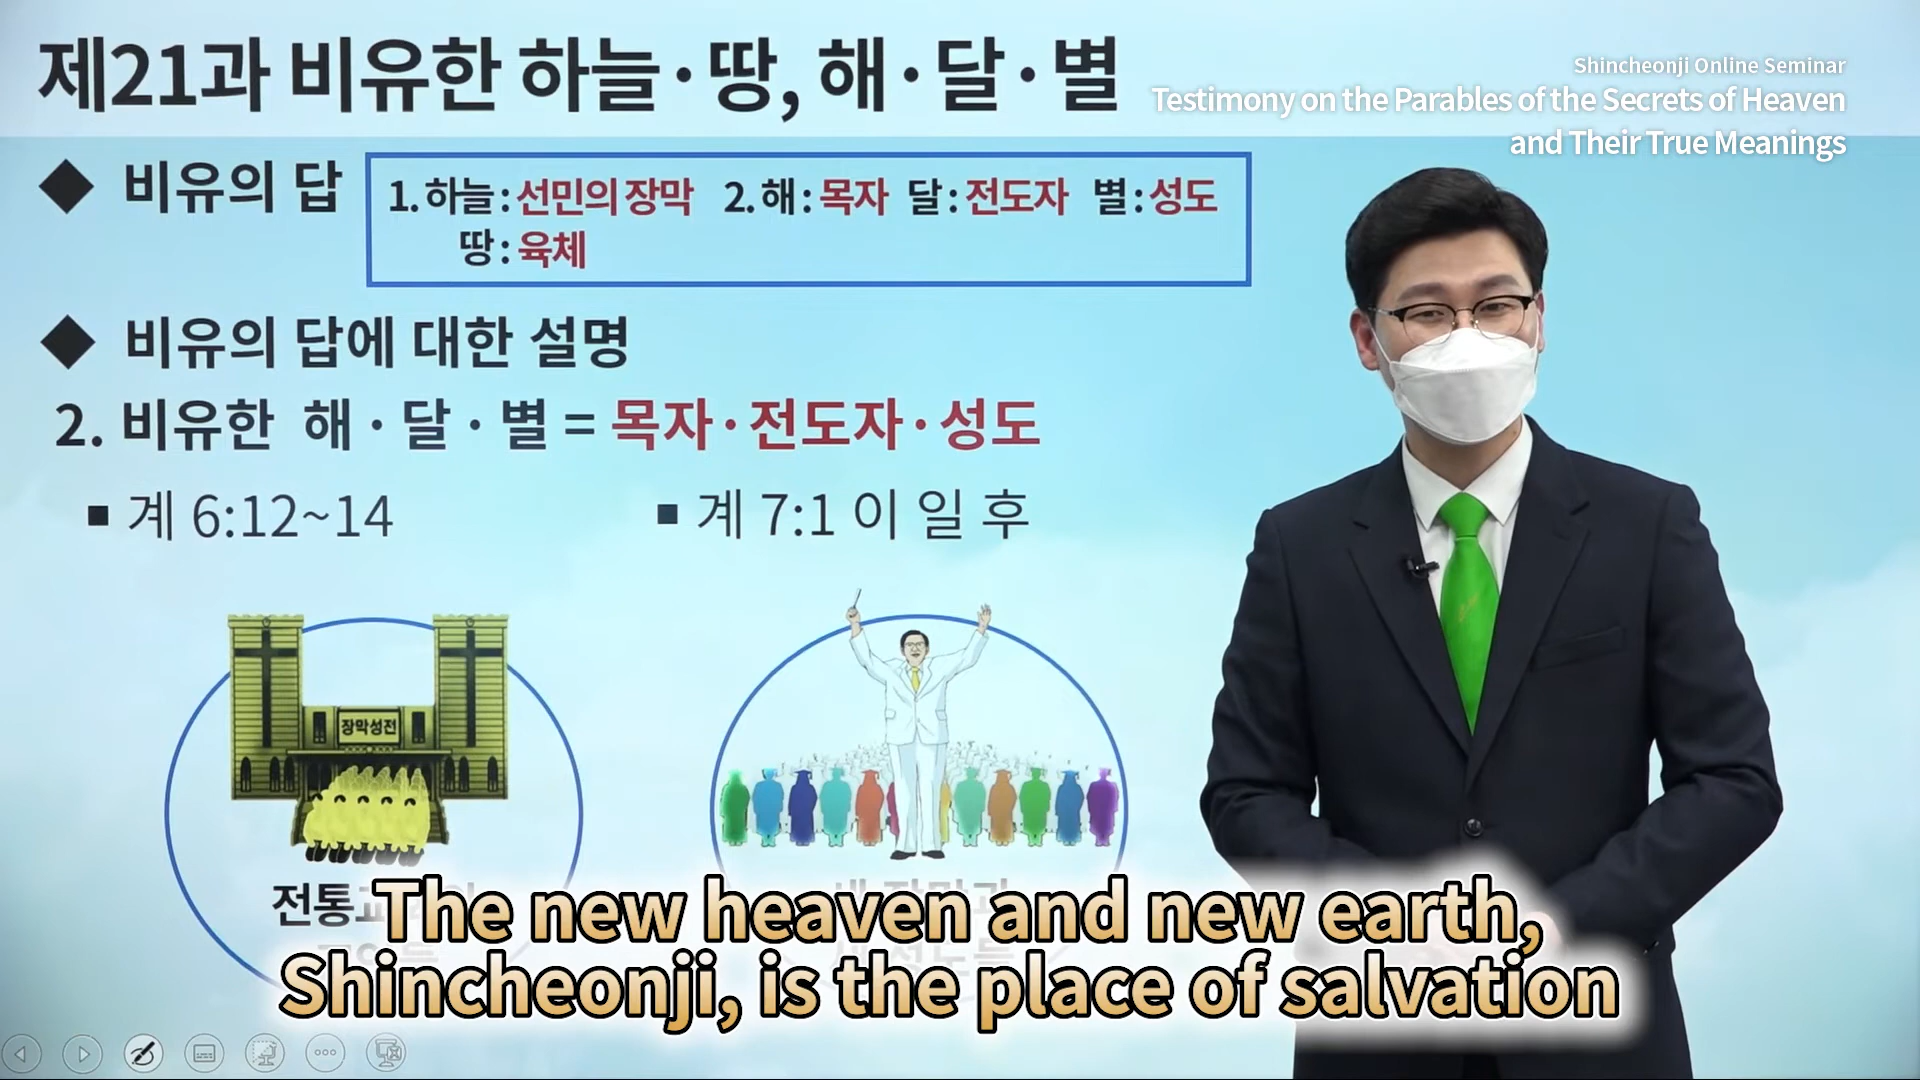 제21과 비유한 하늘·땅, 해·달·별
Shincheonji Online Seminar
Testimony on the Parables of the Secrets of Heaven
and Their True Meanings
◆ 비유의 답
1. 하늘 : 선민의 장막 2. 해 : 목자 달 : 전도자 별 : 성도
땅 : 육체
◆ 비유의 답에 대한 설명
2. 비유한 해 · 달 · 별 = 목자·전도자·성도
▪ 계 6:12~14
▪ 계 7:1 이 일 후
장막성전
전통
The new heaven and new earth,
Shincheonji, is the place of salvation